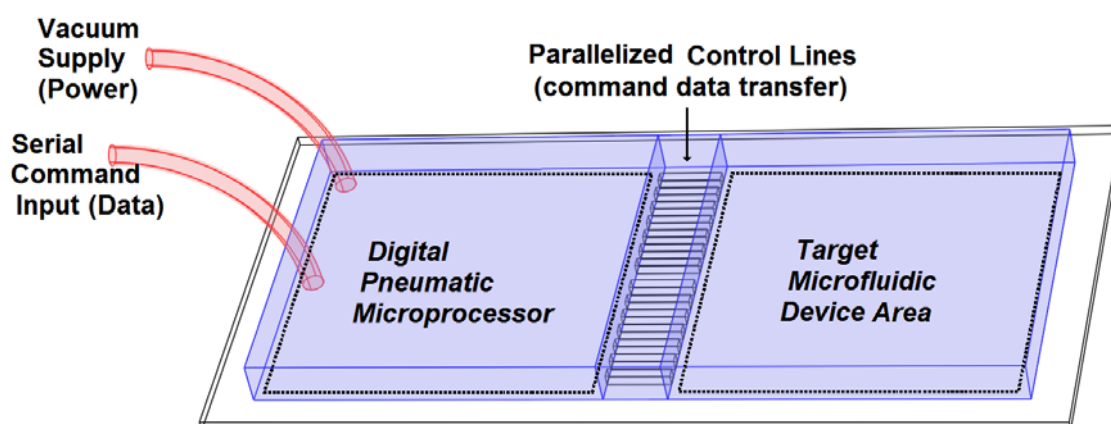 Vacuum
Supply
(Power)
Serial
Command
Input (Data)
Parallelized Control Lines
(command data transfer)
Digital
Pneumatic
Microprocessor
Target
Microfluidic
Device Area